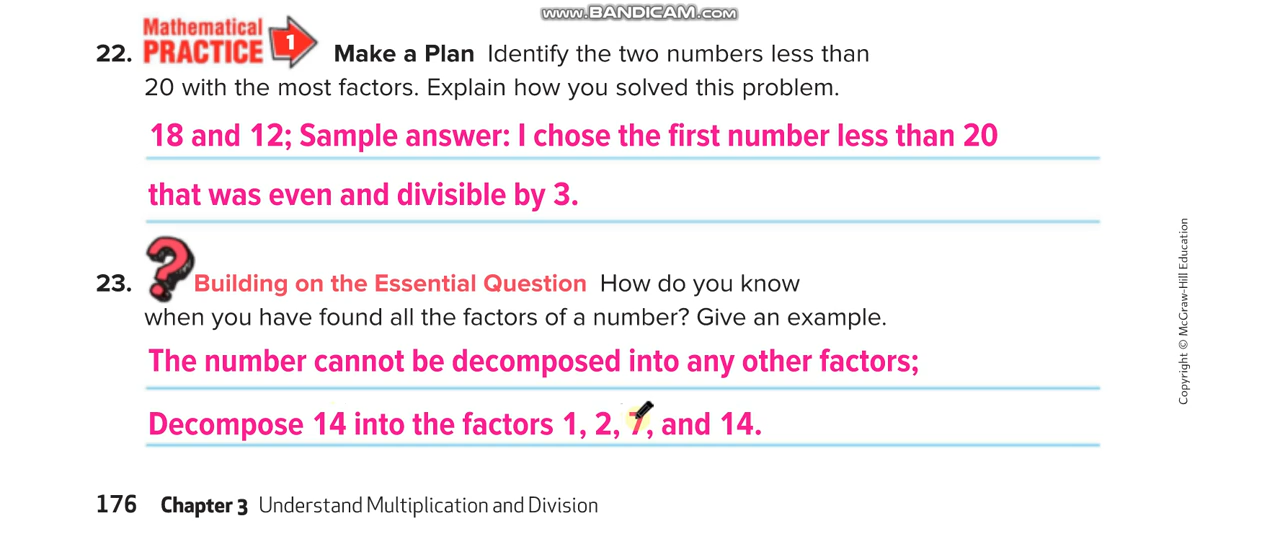 www.BANDICAM.com
Mathematical
22. PRACTICE 1 Make a Plan Identify the two numbers less than
20 with the most factors. Explain how you solved this problem.
18 and 12; Sample answer: I chose the first number less than 20
that was even and divisible by 3.
23. ? Building on the Essential Question How do you know
when you have found all the factors of a number? Give an example.
The number cannot be decomposed into any other factors;
Decompose 14 into the factors 1, 2, 7, and 14.
176 Chapter 3 Understand Multiplication and Division
Copyright © McGraw-Hill Education